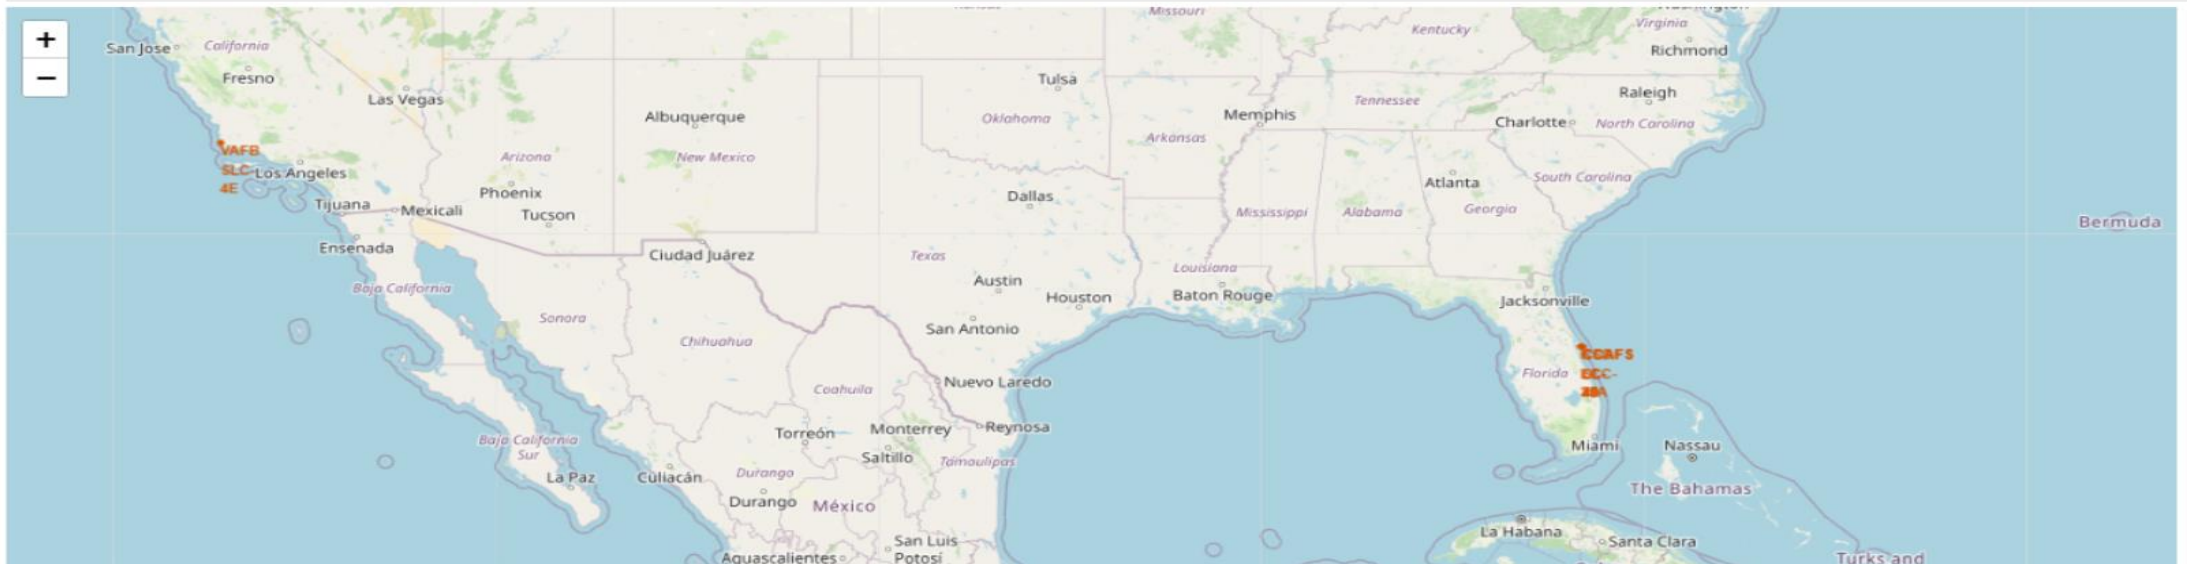 +
−
Missouri
Washington
Virginia
Kentucky
Richmond
San Jose
California
Fresno
Las Vegas
Tulsa
Raleigh
Albuquerque
Oklahoma
Memphis
Tennessee
Charlotte
North Carolina
Arkansas
VAFB
SLC-
4E
Los Angeles
Arizona
New Mexico
Phoenix
Dallas
Atlanta
South Carolina
Tijuana
Mexicali
Tucson
Mississippi
Alabama
Georgia
Bermuda
Ensenada
Ciudad Juárez
Texas
Louisiana
Baja California
Austin
Houston
Baton Rouge
Jacksonville
Sonora
San Antonio
Chihuahua
CCAFS
Florida
Nuevo Laredo
Coahuila
Torreón
Monterrey
Reynosa
Baja California
Sur
Saltillo
Tamaulipas
Miami
Nassau
La Paz
Culiacán
Durango
Durango
México
The Bahamas
La Habana
Santa Clara
Aguascalientes
San Luis
Potosí
Turks and